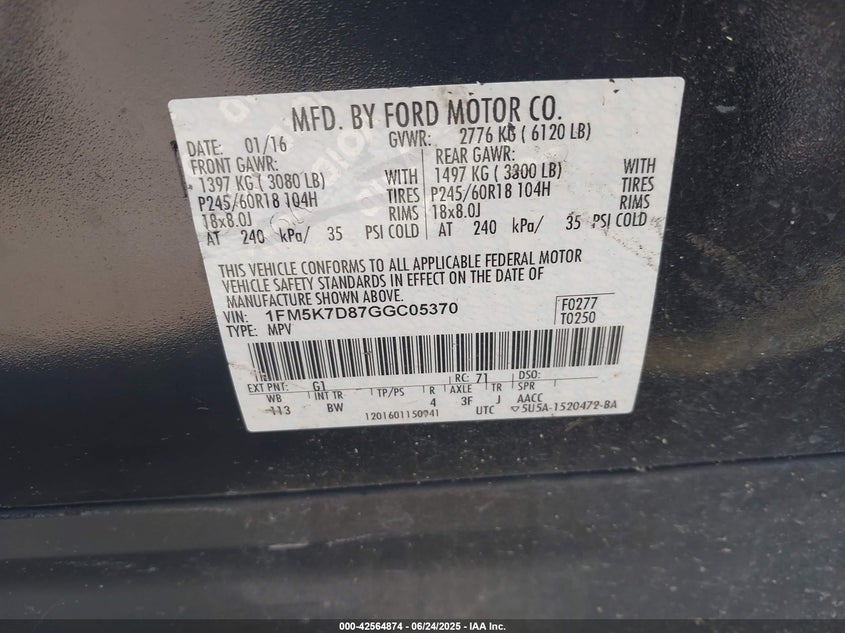 MFD. BY FORD MOTOR CO.
DATE: 01/16 GVWR: 2776 KG ( 6120 LB)
FRONT GAWR: REAR GAWR:
1397 KG ( 3080 LB) WITH 1497 KG ( 3300 LB) WITH
P245/60R18 104H TIRES P245/60R18 104H TIRES
18x8.0J RIMS 18x8.0J RIMS
AT 240 kPa/ 35 PSI COLD AT 240 kPa/ 35 PSI COLD
THIS VEHICLE CONFORMS TO ALL APPLICABLE FEDERAL MOTOR
VEHICLE SAFETY STANDARDS IN EFFECT ON THE DATE OF
MANUFACTURE SHOWN ABOVE.
VIN: 1FM5K7D87GGC05370 F0277
TYPE: MPV T0250
EXT PNT: G1 RC: 71 DSO:
WB INT TR TP/PS R AXLE TR SPR
113 BW 4 3F J AACC
1201601150941 UTC ▽5U5A-1520472-BA
000-42564874 / 06/24/2025 - IAA Inc.